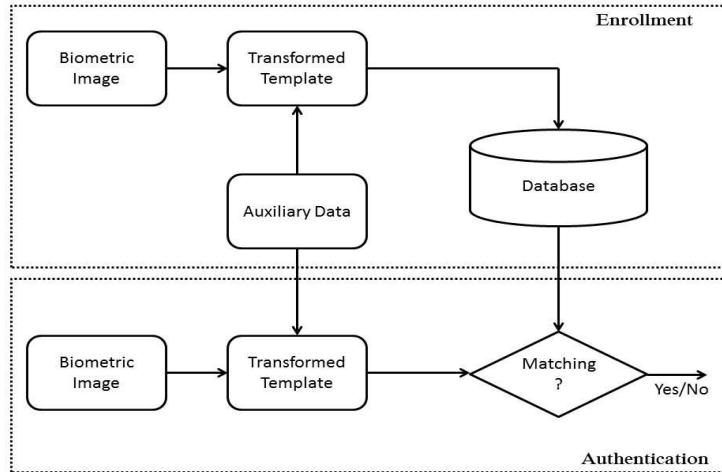 Enrollment
Biometric
Image
Transformed
Template
Auxiliary Data
Database
Biometric
Image
Transformed
Template
Matching
?
Yes/No
Authentication